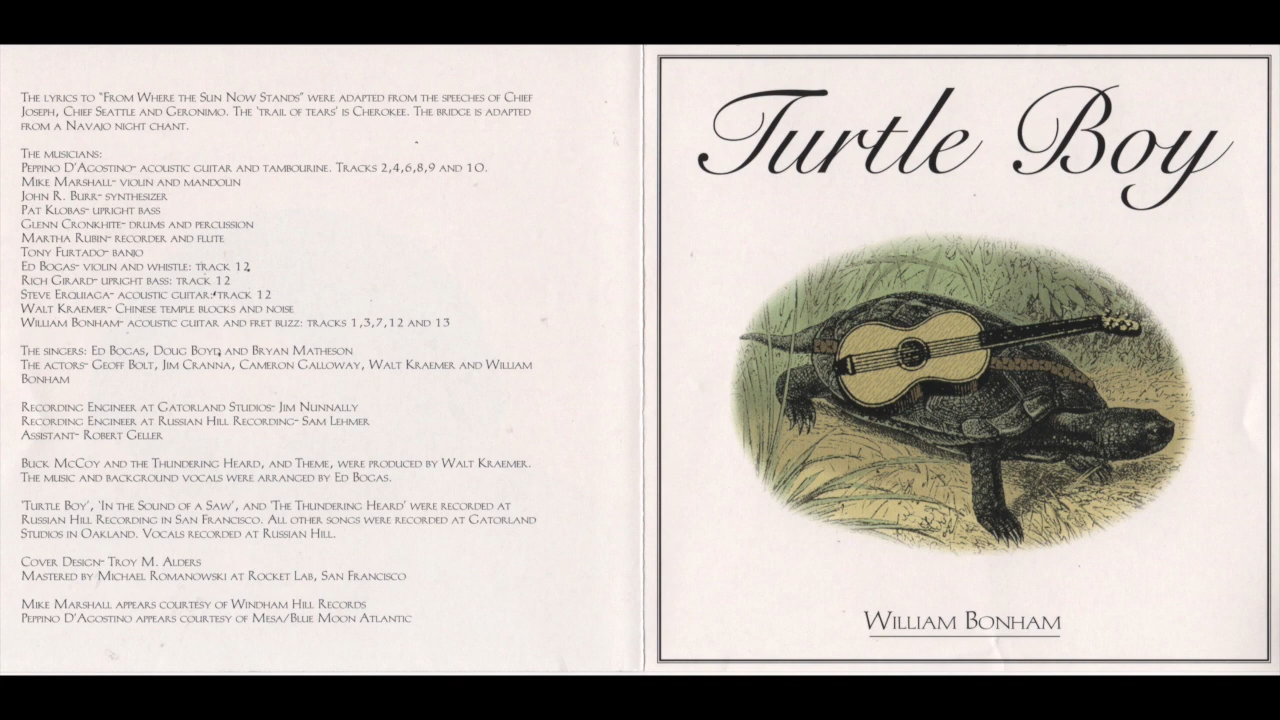 The lyrics to "From Where the Sun Now Stands" were adapted from the speeches of Chief
Joseph, Chief Seattle and Geronimo. The 'trail of tears' is Cherokee. The bridge is adapted
from a Navajo night chant.
The musicians:
Peppino D'Agostino- acoustic guitar and tambourine. Tracks 2,4,6,8,9 and 10.
Mike Marshall- violin and mandolin
John R. Burr- synthesizer
Pat Klobas- upright bass
Glenn Cronkhite- drums and percussion
Martha Rubin- recorder and flute
Tony Furtado- banjo
Ed Bogas- violin and whistle: track 12
Rich Girard- upright bass: track 12
Steve Erquiaga- acoustic guitar: track 12
Walt Kraemer- Chinese temple blocks and noise
William Bonham- acoustic guitar and fret buzz: tracks 1,3,7,12 and 13
The singers: Ed Bogas, Doug Boyd, and Bryan Matheson
The actors- Geoff Bolt, Jim Cranna, Cameron Galloway, Walt Kraemer and William
Bonham
Recording Engineer at Gatorland Studios- Jim Nunnally
Recording Engineer at Russian Hill Recording- Sam Lehmer
Assistant- Robert Geller
Buck McCoy and the Thundering Heard, and Theme, were produced by Walt Kraemer.
The music and background vocals were arranged by Ed Bogas.
'Turtle Boy', 'In the Sound of a Saw', and 'The Thundering Heard' were recorded at
Russian Hill Recording in San Francisco. All other songs were recorded at Gatorland
Studios in Oakland. Vocals recorded at Russian Hill.
Cover Design- Troy M. Alders
Mastered by Michael Romanowski at Rocket Lab, San Francisco
Mike Marshall appears courtesy of Windham Hill Records
Peppino D'Agostino appears courtesy of Mesa/Blue Moon Atlantic
Turtle Boy
William Bonham